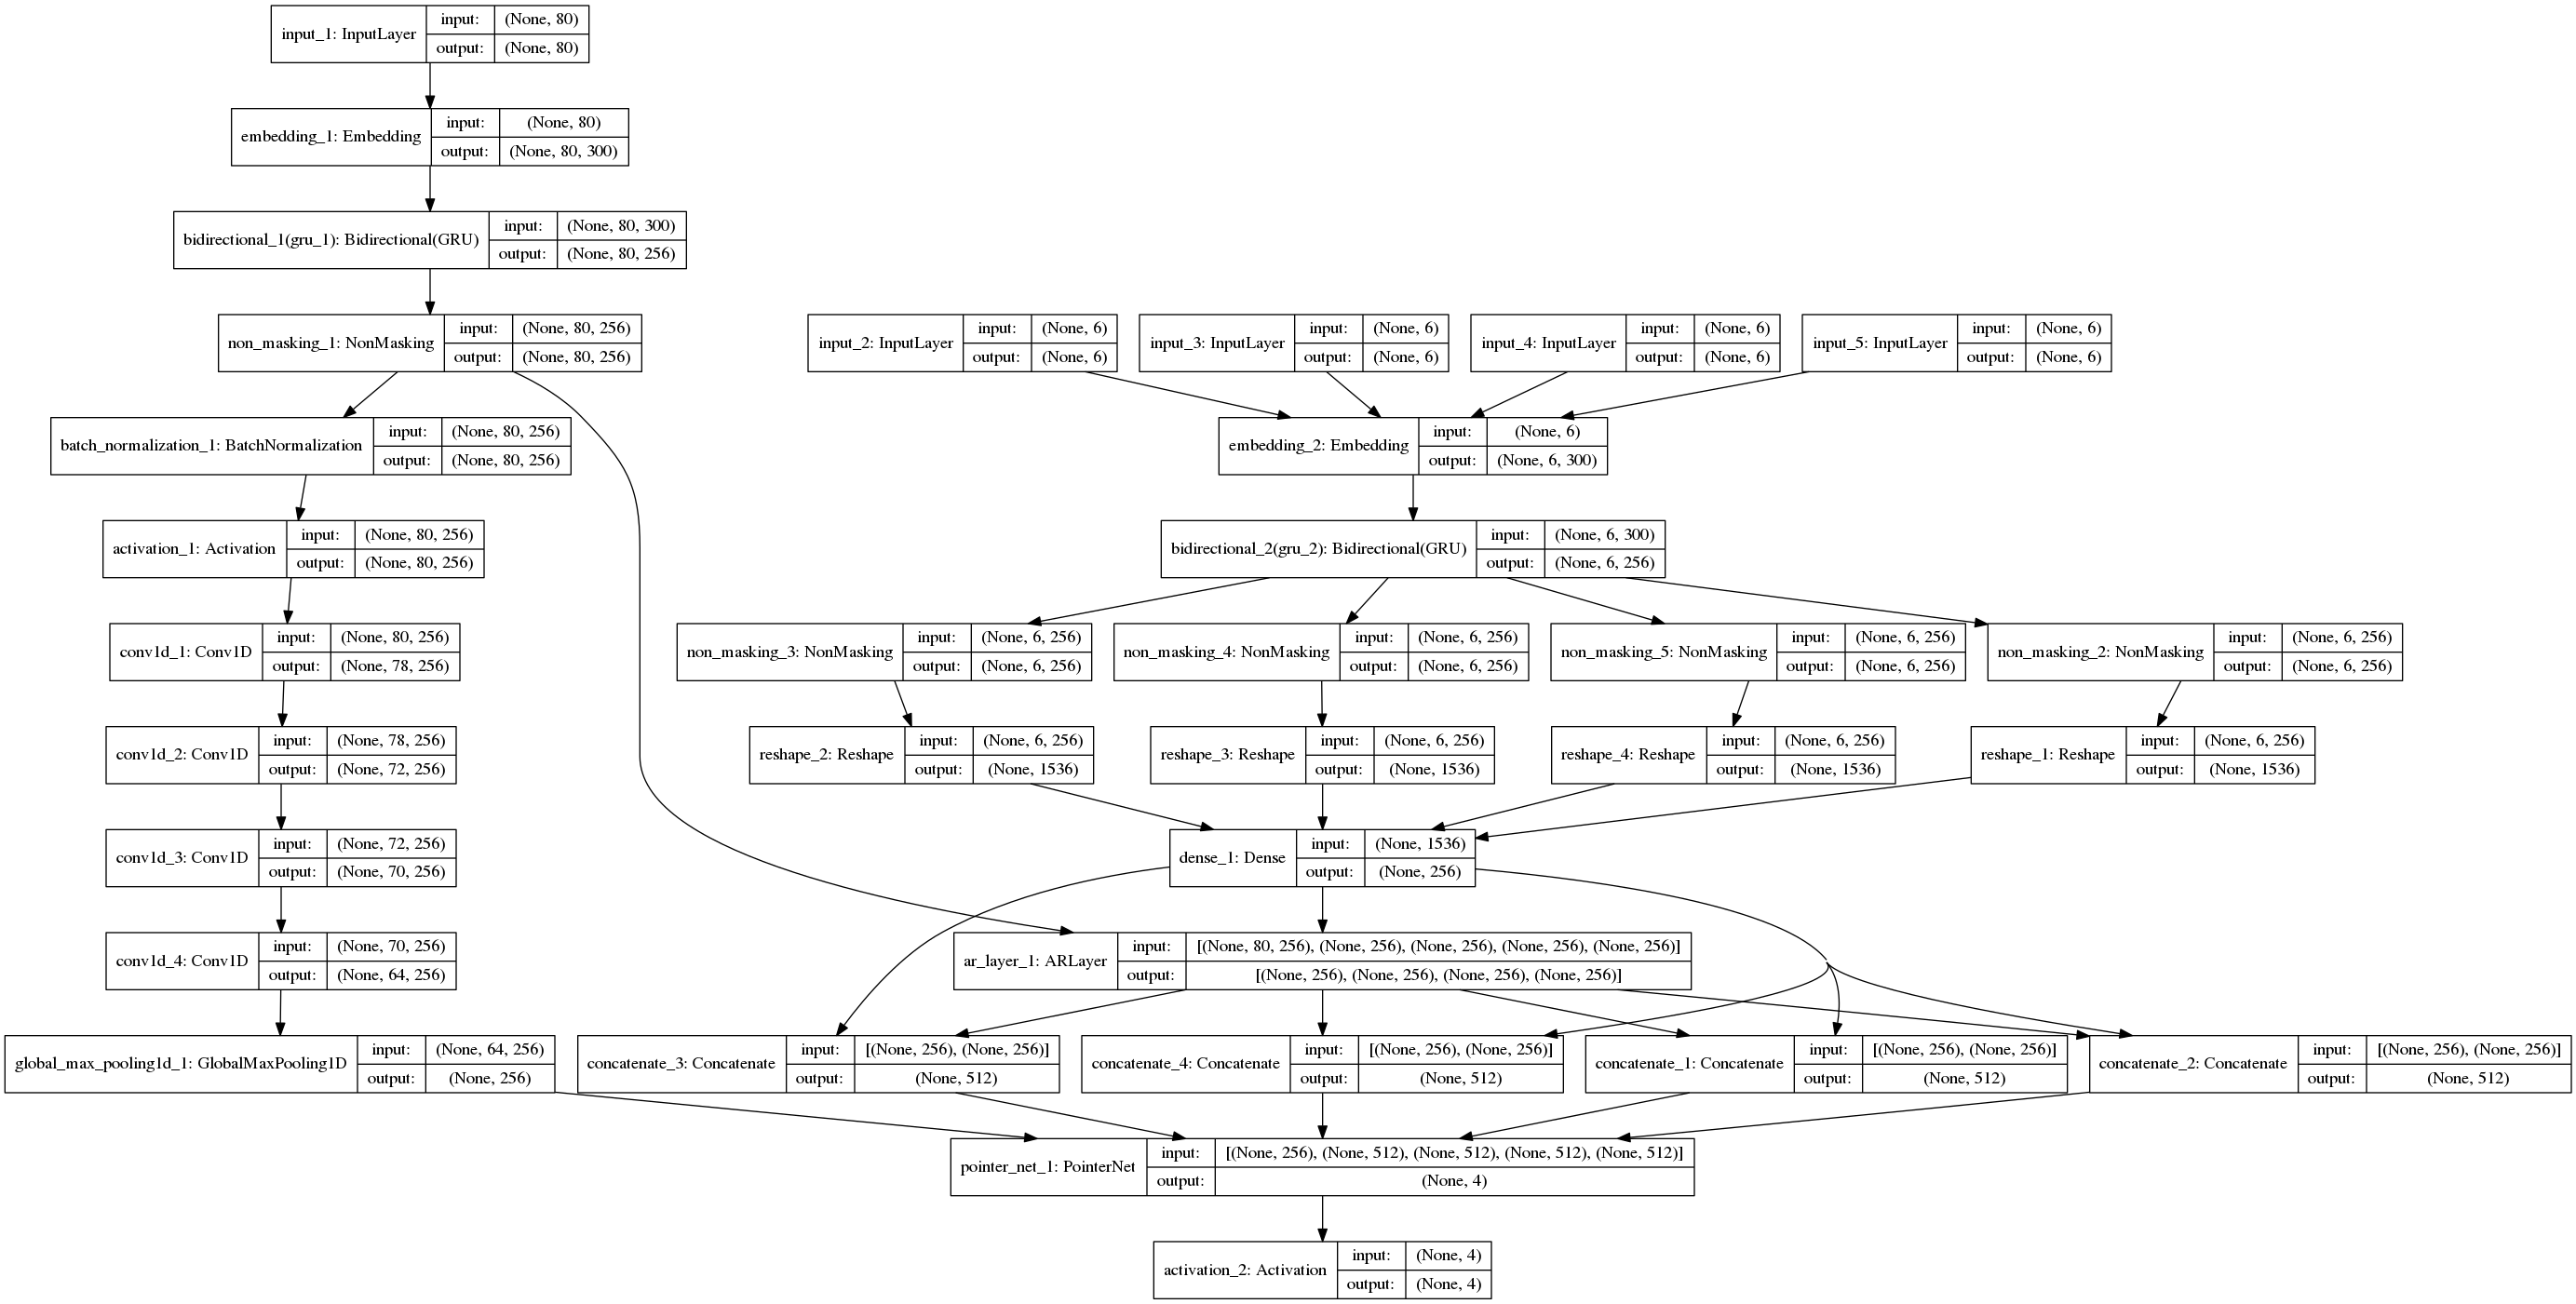 input_1: InputLayer input: (None, 80)
output: (None, 80)
embedding_1: Embedding input: (None, 80)
output: (None, 80, 300)
bidirectional_1(gru_1): Bidirectional(GRU) input: (None, 80, 300)
output: (None, 80, 256)
non_masking_1: NonMasking input: (None, 80, 256)
output: (None, 80, 256)
input_2: InputLayer input: (None, 6)
output: (None, 6)
input_3: InputLayer input: (None, 6)
output: (None, 6)
input_4: InputLayer input: (None, 6)
output: (None, 6)
input_5: InputLayer input: (None, 6)
output: (None, 6)
batch_normalization_1: BatchNormalization input: (None, 80, 256)
output: (None, 80, 256)
embedding_2: Embedding input: (None, 6)
output: (None, 6, 300)
activation_1: Activation input: (None, 80, 256)
output: (None, 80, 256)
bidirectional_2(gru_2): Bidirectional(GRU) input: (None, 6, 300)
output: (None, 6, 256)
conv1d_1: Conv1D input: (None, 80, 256)
output: (None, 78, 256)
non_masking_3: NonMasking input: (None, 6, 256)
output: (None, 6, 256)
non_masking_4: NonMasking input: (None, 6, 256)
output: (None, 6, 256)
non_masking_5: NonMasking input: (None, 6, 256)
output: (None, 6, 256)
non_masking_2: NonMasking input: (None, 6, 256)
output: (None, 6, 256)
conv1d_2: Conv1D input: (None, 78, 256)
output: (None, 72, 256)
reshape_2: Reshape input: (None, 6, 256)
output: (None, 1536)
reshape_3: Reshape input: (None, 6, 256)
output: (None, 1536)
reshape_4: Reshape input: (None, 6, 256)
output: (None, 1536)
reshape_1: Reshape input: (None, 6, 256)
output: (None, 1536)
conv1d_3: Conv1D input: (None, 72, 256)
output: (None, 70, 256)
dense_1: Dense input: (None, 1536)
output: (None, 256)
conv1d_4: Conv1D input: (None, 70, 256)
output: (None, 64, 256)
ar_layer_1: ARLayer input: [(None, 80, 256), (None, 256), (None, 256), (None, 256), (None, 256)]
output: [(None, 256), (None, 256), (None, 256), (None, 256)]
global_max_pooling1d_1: GlobalMaxPooling1D input: (None, 64, 256)
output: (None, 256)
concatenate_3: Concatenate input: [(None, 256), (None, 256)]
output: (None, 512)
concatenate_4: Concatenate input: [(None, 256), (None, 256)]
output: (None, 512)
concatenate_1: Concatenate input: [(None, 256), (None, 256)]
output: (None, 512)
concatenate_2: Concatenate input: [(None, 256), (None, 256)]
output: (None, 512)
pointer_net_1: PointerNet input: [(None, 256), (None, 512), (None, 512), (None, 512), (None, 512)]
output: (None, 4)
activation_2: Activation input: (None, 4)
output: (None, 4)